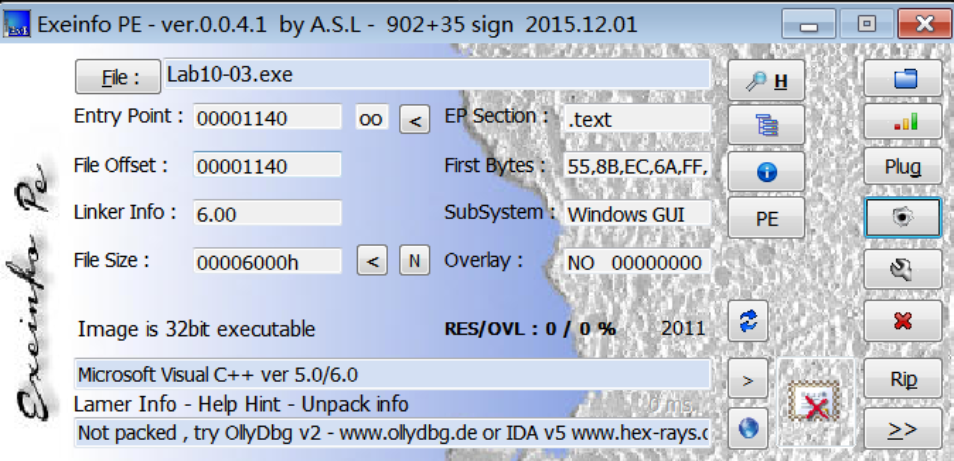 Exeinfo PE - ver.0.0.4.1 by A.S.L - 902+35 sign 2015.12.01
Exeinfo Pe
File : Lab10-03.exe H
Entry Point : 00001140 oo < EP Section : .text
File Offset : 00001140 First Bytes : 55,8B,EC,6A,FF, Plug
Linker Info : 6.00 SubSystem : Windows GUI PE
File Size : 00006000h < N Overlay : NO 00000000
Image is 32bit executable RES/OVL : 0 / 0 % 2011
Microsoft Visual C++ ver 5.0/6.0 > Rip
Lamer Info - Help Hint - Unpack info 0 ms.
Not packed , try OllyDbg v2 - www.ollydbg.de or IDA v5 www.hex-rays.c >>